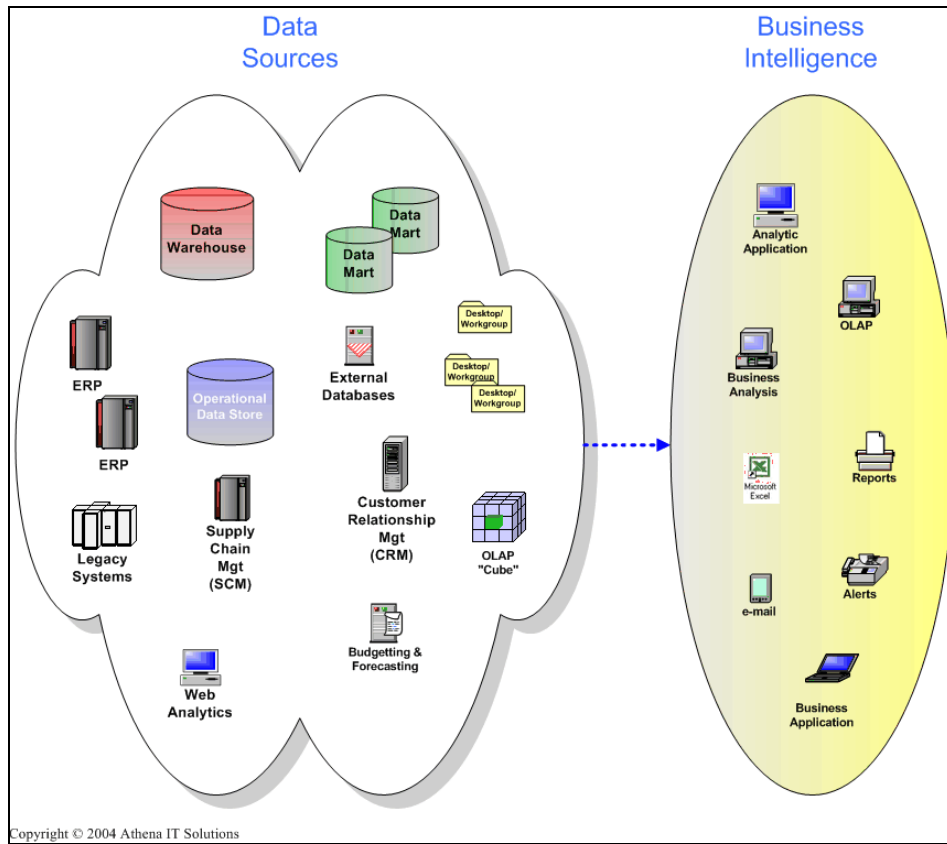 Data
Sources
Business
Intelligence
Data
Warehouse
Data
Mart
Data
Mart
Desktop/
Workgroup
ERP
External
Databases
Desktop/
Workgroup
Desktop/
Workgroup
Operational
Data Store
ERP
Legacy
Systems
Supply
Chain
Mgt
(SCM)
Customer
Relationship
Mgt
(CRM)
OLAP
"Cube"
Budgetting &
Forecasting
Web
Analytics
Analytic
Application
OLAP
Business
Analysis
Microsoft
Excel
Reports
e-mail
Alerts
Business
Application
Copyright © 2004 Athena IT Solutions